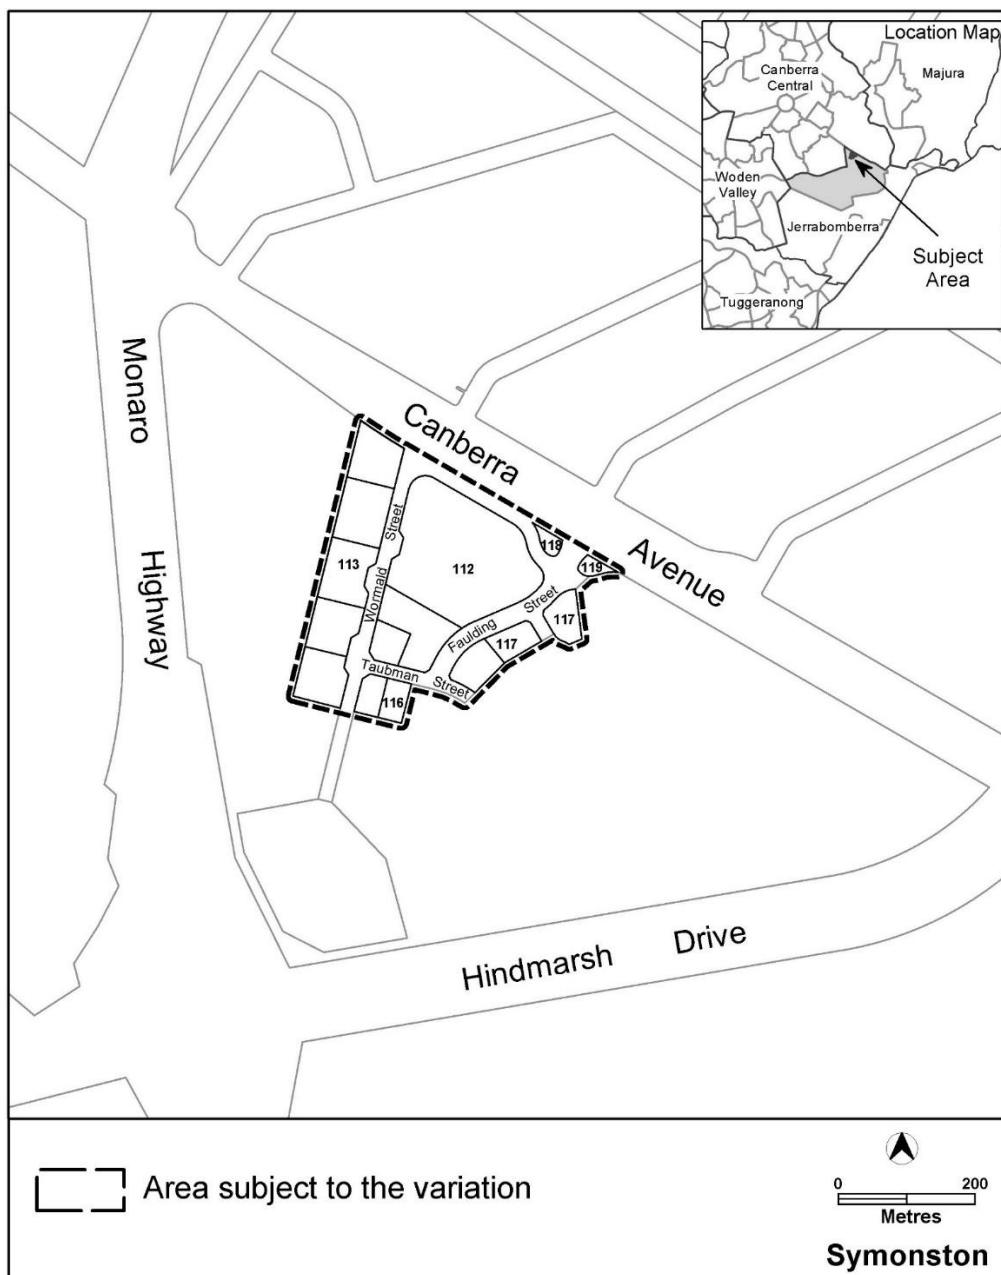 Location Map
Canberra
Central
Majura
Woden
Valley
Jerrabomberra
Subject
Area
Tuggeranong
Monaro
Highway
Canberra
Avenue
Street
Wormald
113
112
118
119
Street
Faulding
117
117
Taubman
Street
116
Hindmarsh Drive
Area subject to the variation
0 200
Metres
Symonston